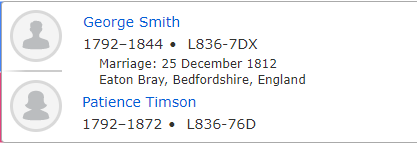 George Smith
1792–1844 • L836-7DX
Marriage: 25 December 1812
Eaton Bray, Bedfordshire, England
Patience Timson
1792–1872 • L836-76D